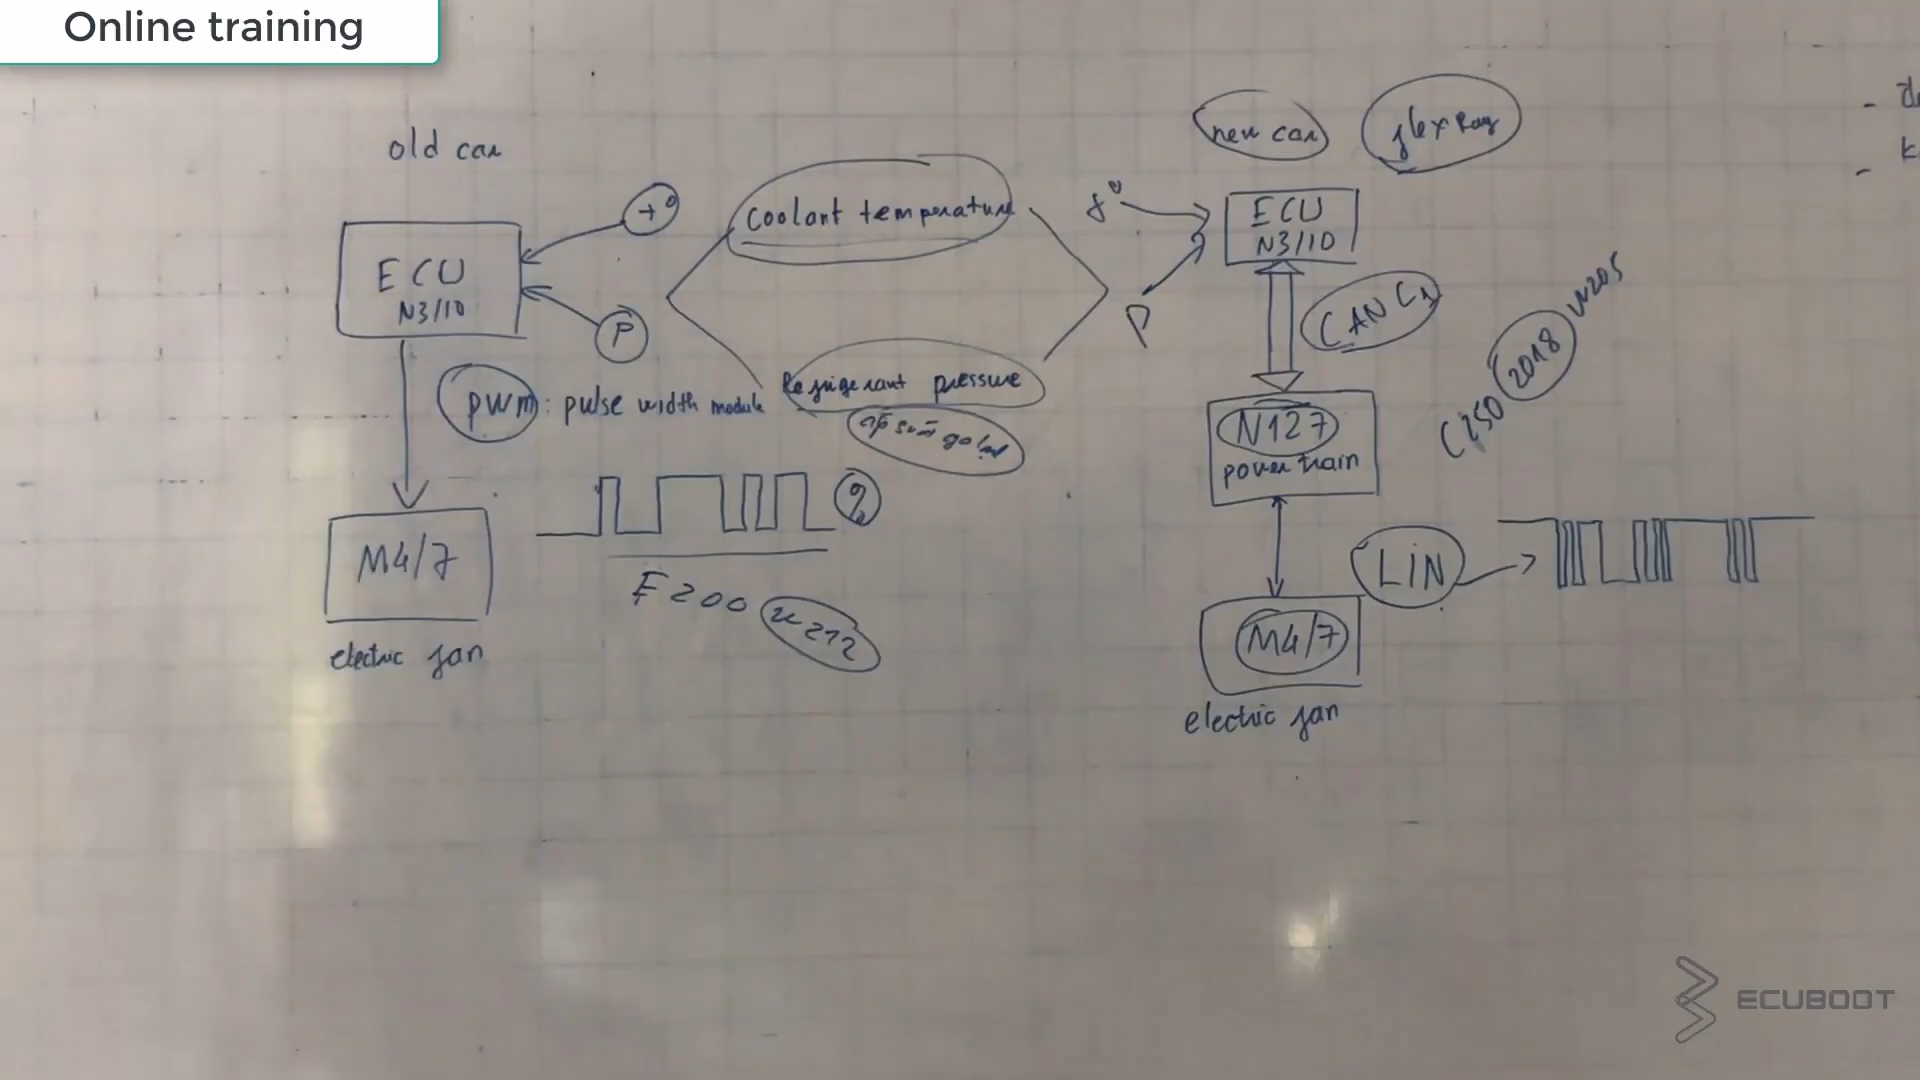 Online training
old car
ECU
N3/10
t°
P
pwm: pulse width module
M4/7
electric fan
%
E200 W212
Coolant temperature
Refrigerant pressure
new car
flexRay
t°
P
ECU
N3/10
CAN C1
C250 2018 W205
N127
powertrain
LIN
M4/7
electric fan
ECUBOOT